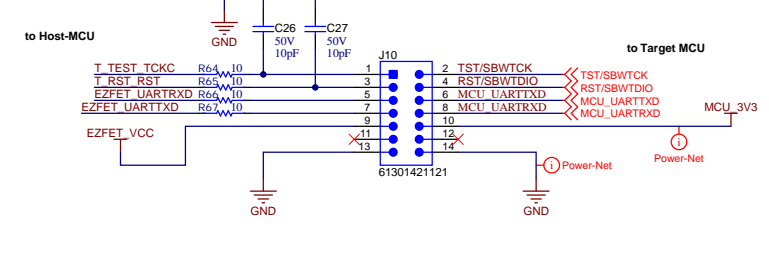 C26
50V
10pF
C27
50V
10pF
GND
to Host-MCU
to Target MCU
J10
T_TEST_TCKC R64 10 1
2 TST/SBWTCK TST/SBWTCK
T_RST_RST R65 10 3
4 RST/SBWTDIO RST/SBWTDIO
EZFET_UARTRXD R66 10 5
6 MCU_UARTTXD MCU_UARTTXD
EZFET_UARTTXD R67 10 7
8 MCU_UARTRXD MCU_UARTRXD
MCU_3V3
EZFET_VCC 9 10
11 12
13 14
Power-Net
Power-Net
61301421121
GND
GND